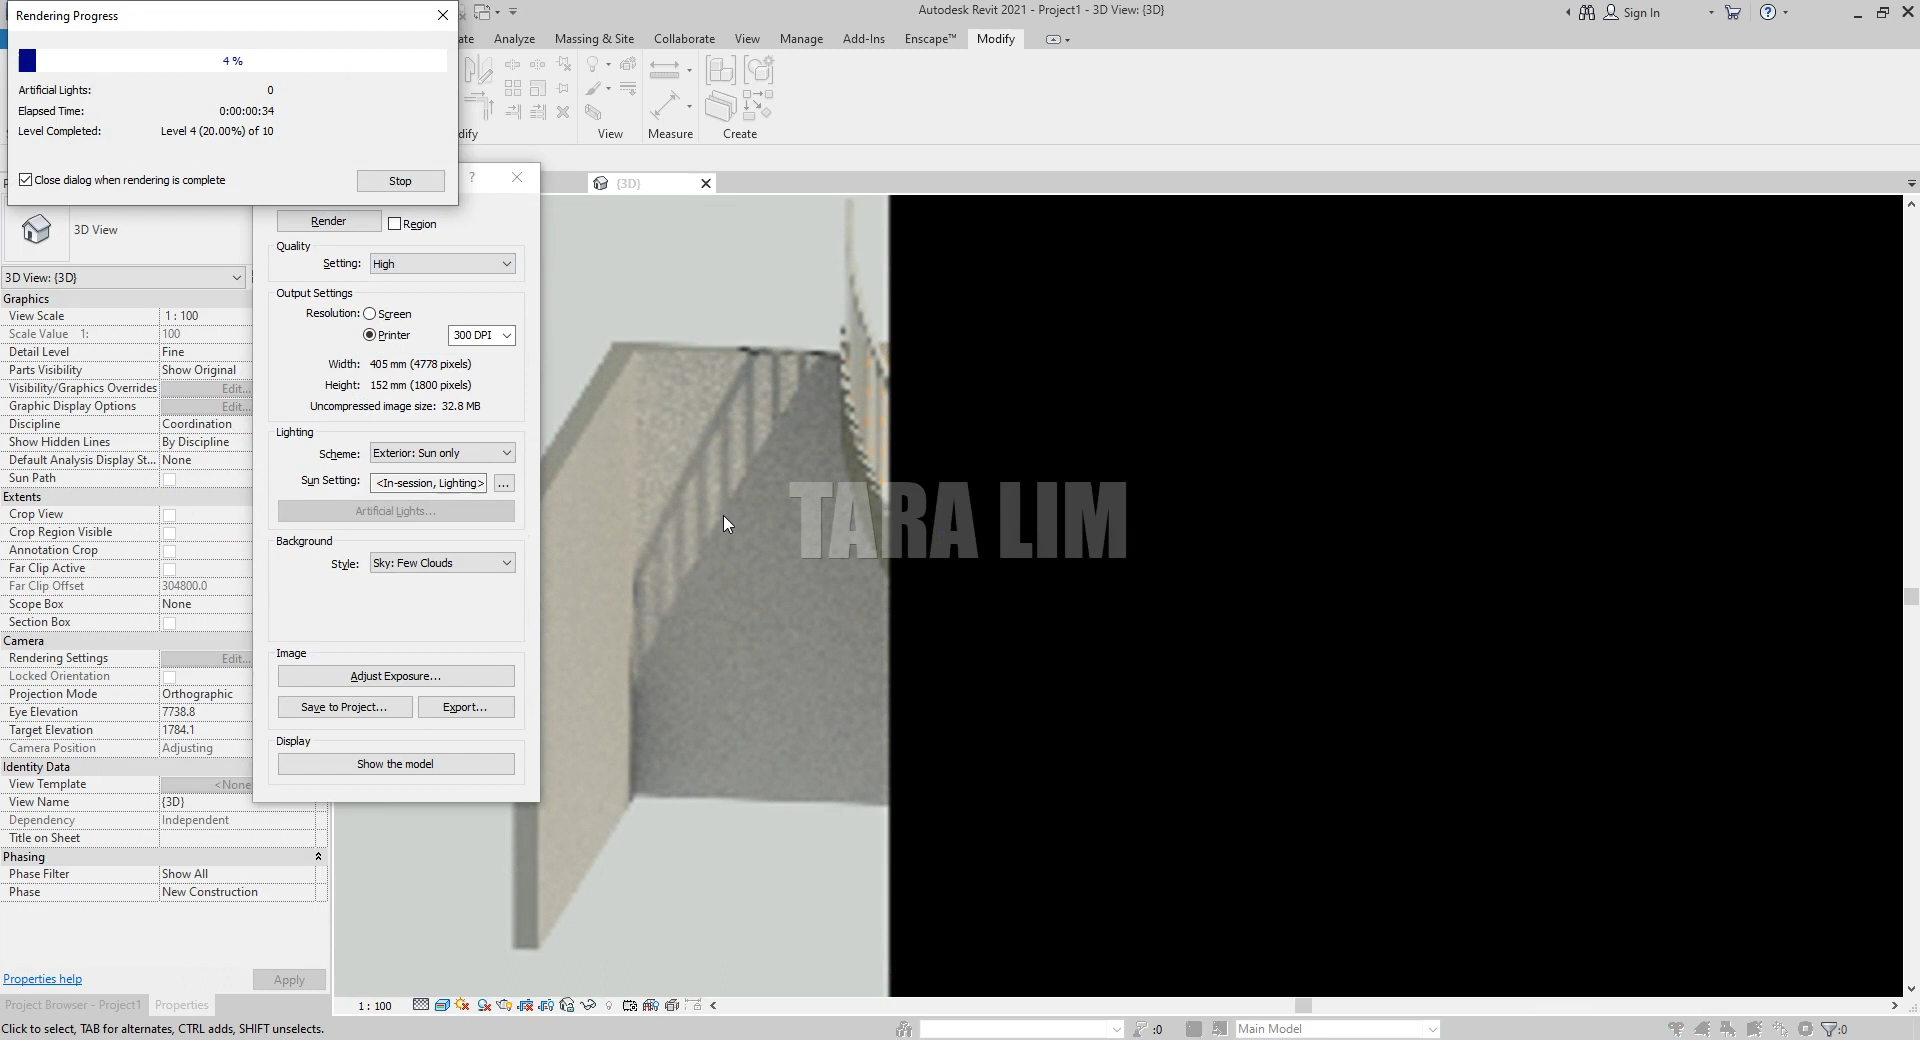 Rendering Progress
4 %
Artificial Lights: 0
Elapsed Time: 0:00:00:34
Level Completed: Level 4 (20.00%) of 10
Close dialog when rendering is complete
Stop
Autodesk Revit 2021 - Project1 - 3D View: {3D}
Sign In
Analyze Massing & Site Collaborate View Manage Add-Ins Enscape™ Modify
View Measure Create
{3D}
3D View
3D View: {3D}
Graphics
View Scale 1 : 100
Scale Value 1: 100
Detail Level Fine
Parts Visibility Show Original
Visibility/Graphics Overrides Edit...
Graphic Display Options Edit...
Discipline Coordination
Show Hidden Lines By Discipline
Default Analysis Display St... None
Sun Path
Extents
Crop View
Crop Region Visible
Annotation Crop
Far Clip Active
Far Clip Offset 304800.0
Scope Box None
Section Box
Camera
Rendering Settings Edit...
Locked Orientation
Projection Mode Orthographic
Eye Elevation 7738.8
Target Elevation 1784.1
Camera Position Adjusting
Identity Data
View Template <None
View Name {3D}
Dependency Independent
Title on Sheet
Phasing
Phase Filter Show All
Phase New Construction
Properties help
Apply
Project Browser - Project1 Properties
Render Region
Quality
Setting: High
Output Settings
Resolution: Screen
Printer 300 DPI
Width: 405 mm (4778 pixels)
Height: 152 mm (1800 pixels)
Uncompressed image size: 32.8 MB
Lighting
Scheme: Exterior: Sun only
Sun Setting: <In-session, Lighting> ...
Artificial Lights...
Background
Style: Sky: Few Clouds
Image
Adjust Exposure...
Save to Project... Export...
Display
Show the model
TARA LIM
1 : 100
Click to select, TAB for alternates, CTRL adds, SHIFT unselects.
:0
Main Model
:0